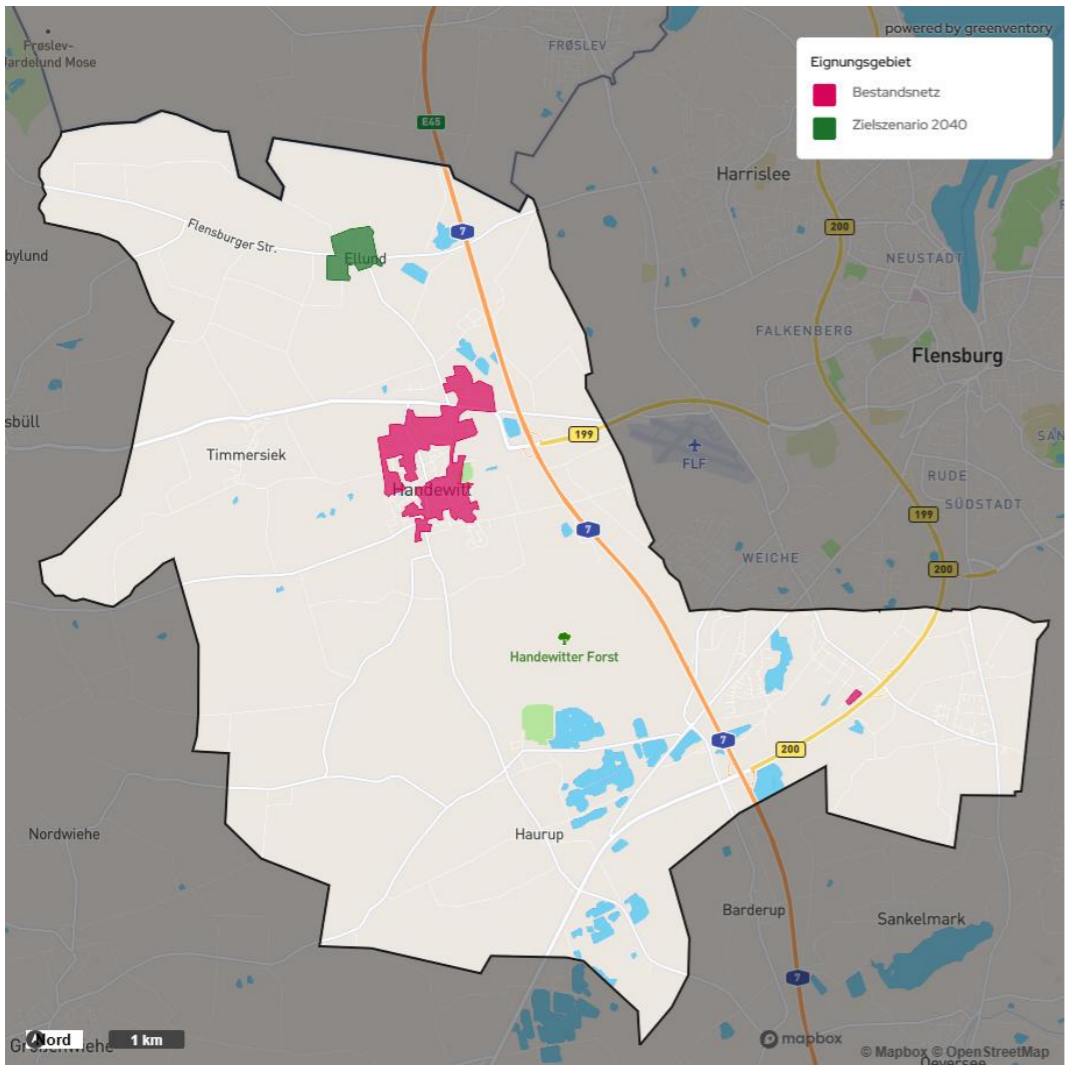 powered by greenventory
Eignungsgebiet
Bestandsnetz
Zielszenario 2040
Frøslev-
Jardelund Mose
FRØSLEV
E45
Harrislee
200
Flensburger Str.
7
bylund
Ellund
NEUSTADT
FALKENBERG
Flensburg
sbüll
199
Timmersiek
FLF
SAN
RUDE
Handewitt
SÜDSTADT
199
7
WEICHE
200
Handewitter Forst
7
200
Nordwiehe
Haurup
Barderup
Sankelmark
7
Nord
1 km
mapbox
© Mapbox © OpenStreetMap